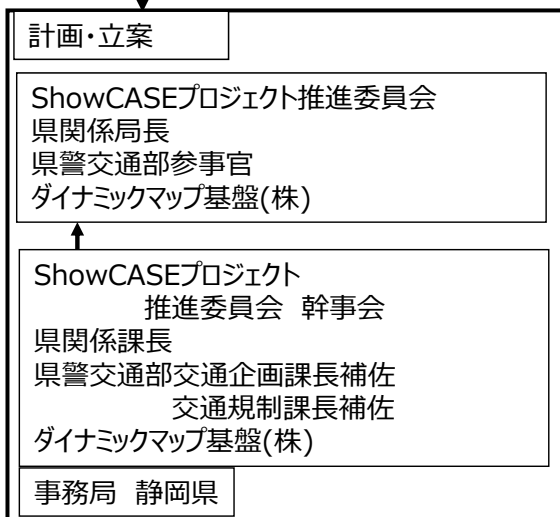 計画・立案
ShowCASEプロジェクト推進委員会
県関係局長
県警交通部参事官
ダイナミックマップ基盤(株)
ShowCASEプロジェクト
推進委員会 幹事会
県関係課長
県警交通部交通企画課長補佐
交通規制課長補佐
ダイナミックマップ基盤(株)
事務局 静岡県